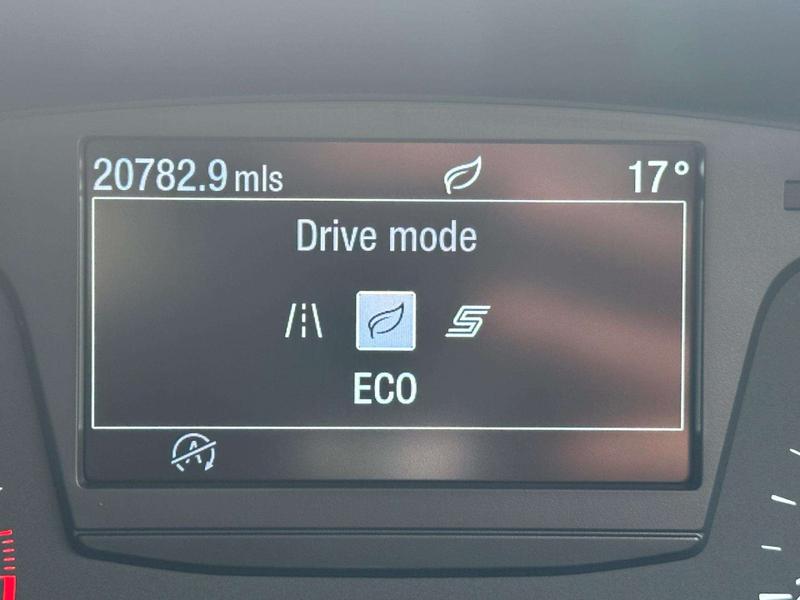 20782.9 mls 17°
Drive mode
S
ECO
A